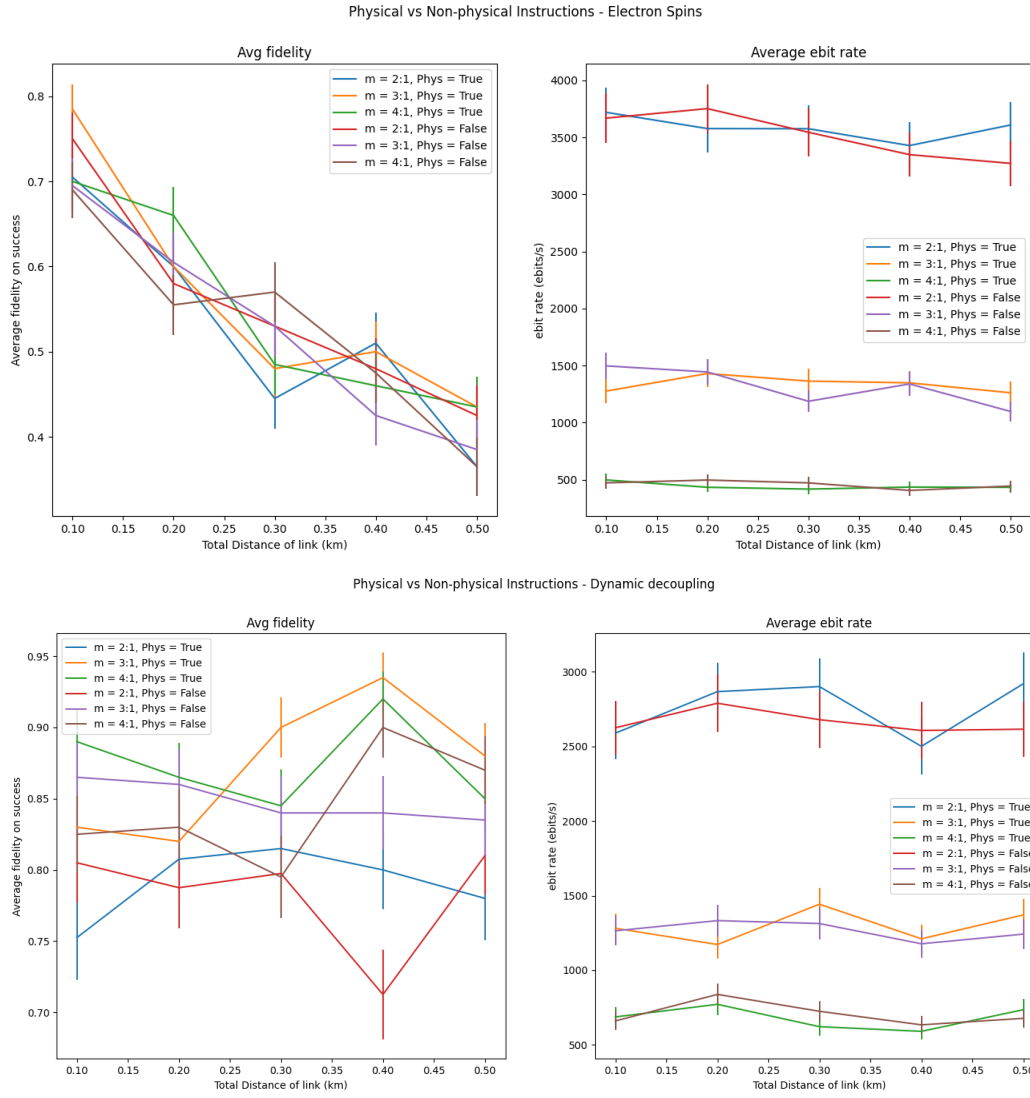 Physical vs Non-physical Instructions - Electron Spins
Avg fidelity
Average fidelity on success
0.8
0.7
0.6
0.5
0.4
m = 2:1, Phys = True
m = 3:1, Phys = True
m = 4:1, Phys = True
m = 2:1, Phys = False
m = 3:1, Phys = False
m = 4:1, Phys = False
0.10 0.15 0.20 0.25 0.30 0.35 0.40 0.45 0.50
Total Distance of link (km)
Average ebit rate
ebit rate (ebits/s)
4000
3500
3000
2500
2000
1500
1000
500
m = 2:1, Phys = True
m = 3:1, Phys = True
m = 4:1, Phys = True
m = 2:1, Phys = False
m = 3:1, Phys = False
m = 4:1, Phys = False
0.10 0.15 0.20 0.25 0.30 0.35 0.40 0.45 0.50
Total Distance of link (km)
Physical vs Non-physical Instructions - Dynamic decoupling
Avg fidelity
Average fidelity on success
0.95
0.90
0.85
0.80
0.75
0.70
m = 2:1, Phys = True
m = 3:1, Phys = True
m = 4:1, Phys = True
m = 2:1, Phys = False
m = 3:1, Phys = False
m = 4:1, Phys = False
0.10 0.15 0.20 0.25 0.30 0.35 0.40 0.45 0.50
Total Distance of link (km)
Average ebit rate
ebit rate (ebits/s)
3000
2500
2000
1500
1000
500
m = 2:1, Phys = True
m = 3:1, Phys = True
m = 4:1, Phys = True
m = 2:1, Phys = False
m = 3:1, Phys = False
m = 4:1, Phys = False
0.10 0.15 0.20 0.25 0.30 0.35 0.40 0.45 0.50
Total Distance of link (km)